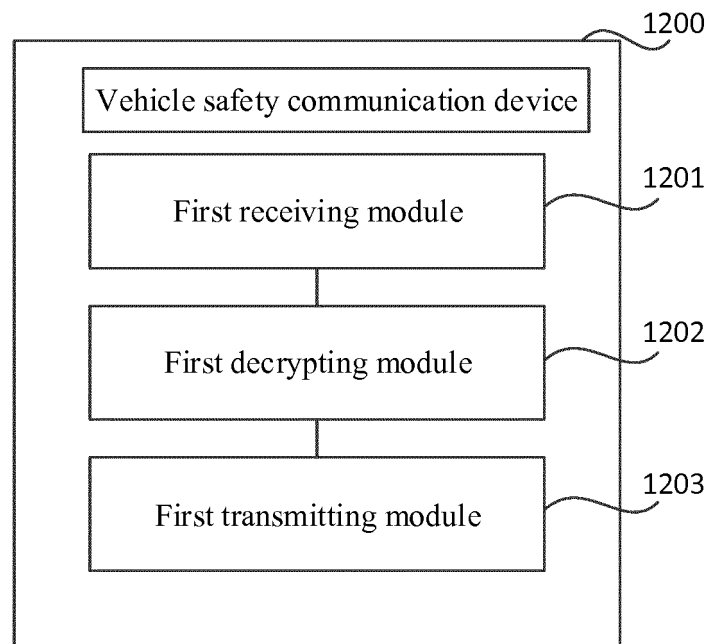 1200
Vehicle safety communication device
1201
First receiving module
1202
First decrypting module
1203
First transmitting module